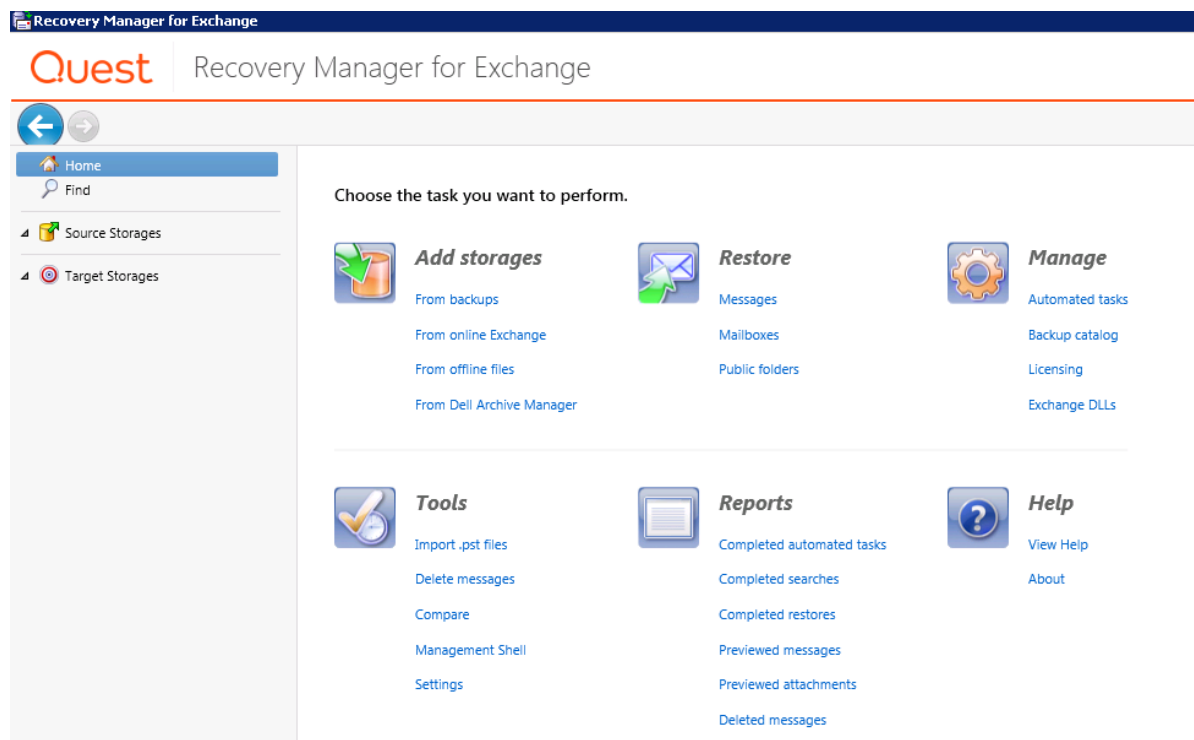 Recovery Manager for Exchange
Quest
Recovery Manager for Exchange
Home
Find
Source Storages
Target Storages
Choose the task you want to perform.
Add storages
From backups
From online Exchange
From offline files
From Dell Archive Manager
Restore
Messages
Mailboxes
Public folders
Manage
Automated tasks
Backup catalog
Licensing
Exchange DLLs
Tools
Import .pst files
Delete messages
Compare
Management Shell
Settings
Reports
Completed automated tasks
Completed searches
Completed restores
Previewed messages
Previewed attachments
Deleted messages
Help
View Help
About